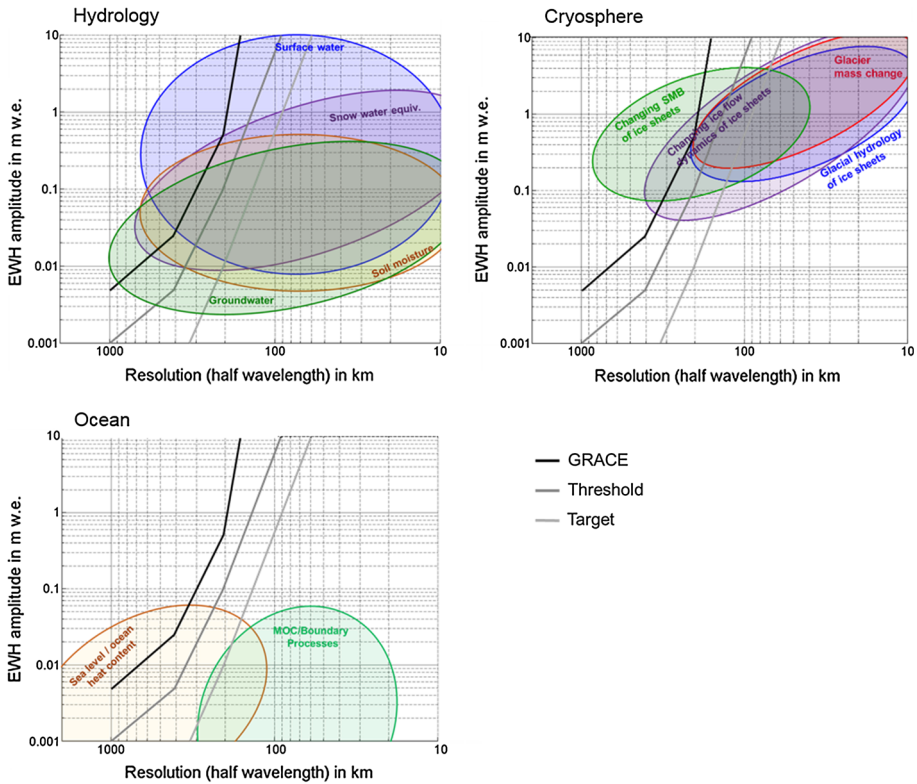 Hydrology
10
1
0.1
0.01
0.001
EWH amplitude in m w.e.
Surface water
Snow water equiv.
Soil moisture
Groundwater
1000
100
10
Resolution (half wavelength) in km
Cryosphere
10
1
0.1
0.01
0.001
EWH amplitude in m w.e.
Glacier
mass change
Changing SMB
of ice sheets
Changing ice flow
dynamics of ice sheets
Glacial hydrology
of ice sheets
1000
100
10
Resolution (half wavelength) in km
Ocean
10
1
0.1
0.01
0.001
EWH amplitude in m w.e.
Sea level / ocean
heat content
MOC/Boundary
Processes
1000
100
10
Resolution (half wavelength) in km
GRACE
Threshold
Target